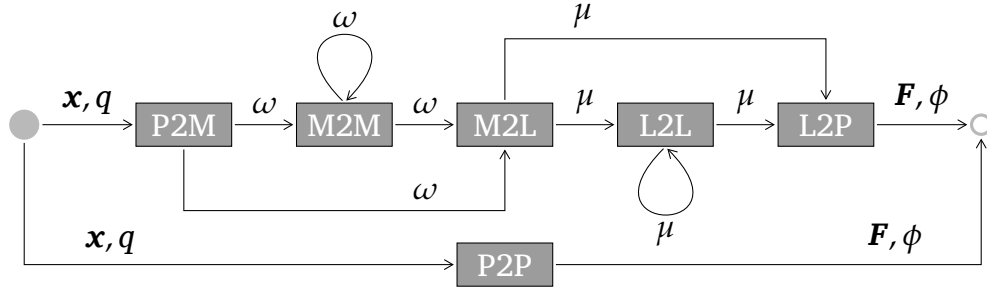 ω
μ
x, q
P2M
ω
M2M
ω
M2L
μ
L2L
μ
L2P
F, ϕ
ω
μ
x, q
P2P
F, ϕ